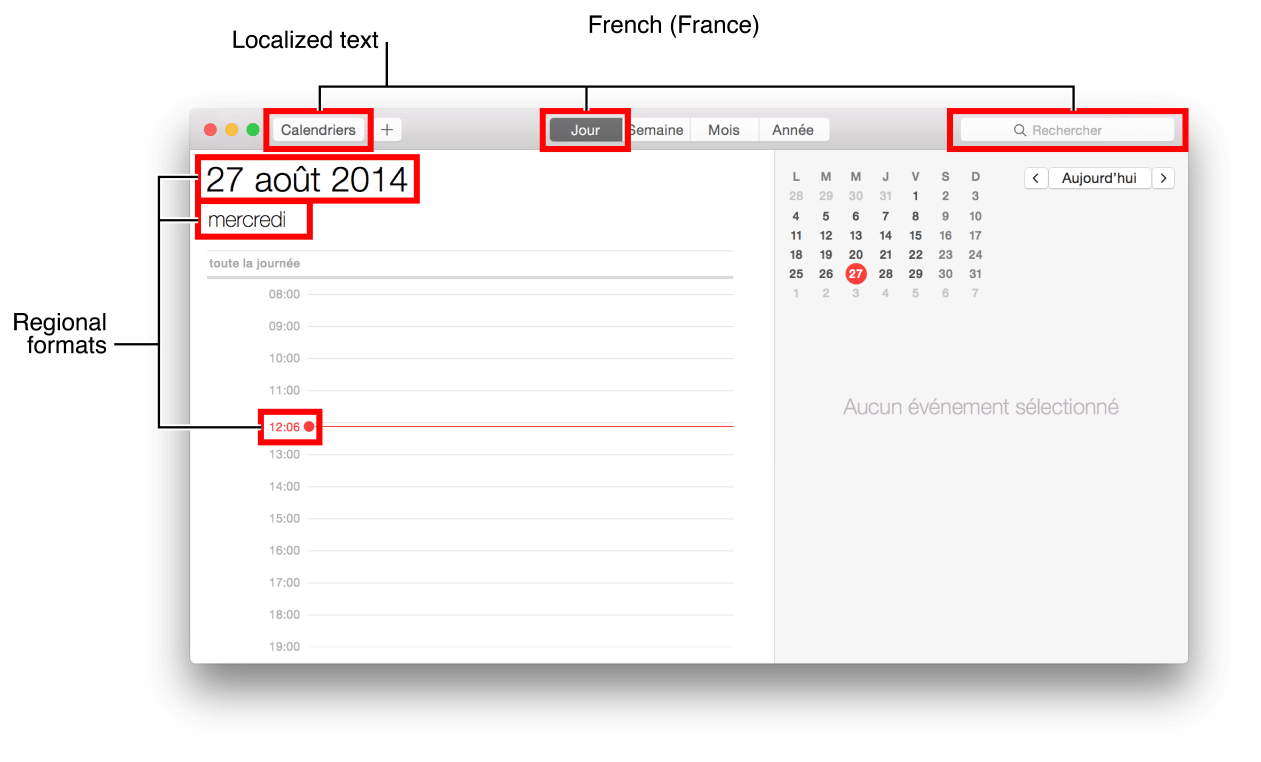 French (France)
Localized text
Calendriers +
Jour Semaine Mois Année
Rechercher
27 août 2014
mercredi
toute la journée
08:00
09:00
10:00
11:00
12:06
13:00
14:00
15:00
16:00
17:00
18:00
19:00
Regional
formats
L M M J V S D
28 29 30 31 1 2 3
4 5 6 7 8 9 10
11 12 13 14 15 16 17
18 19 20 21 22 23 24
25 26 27 28 29 30 31
1 2 3 4 5 6 7
< Aujourd'hui >
Aucun événement sélectionné